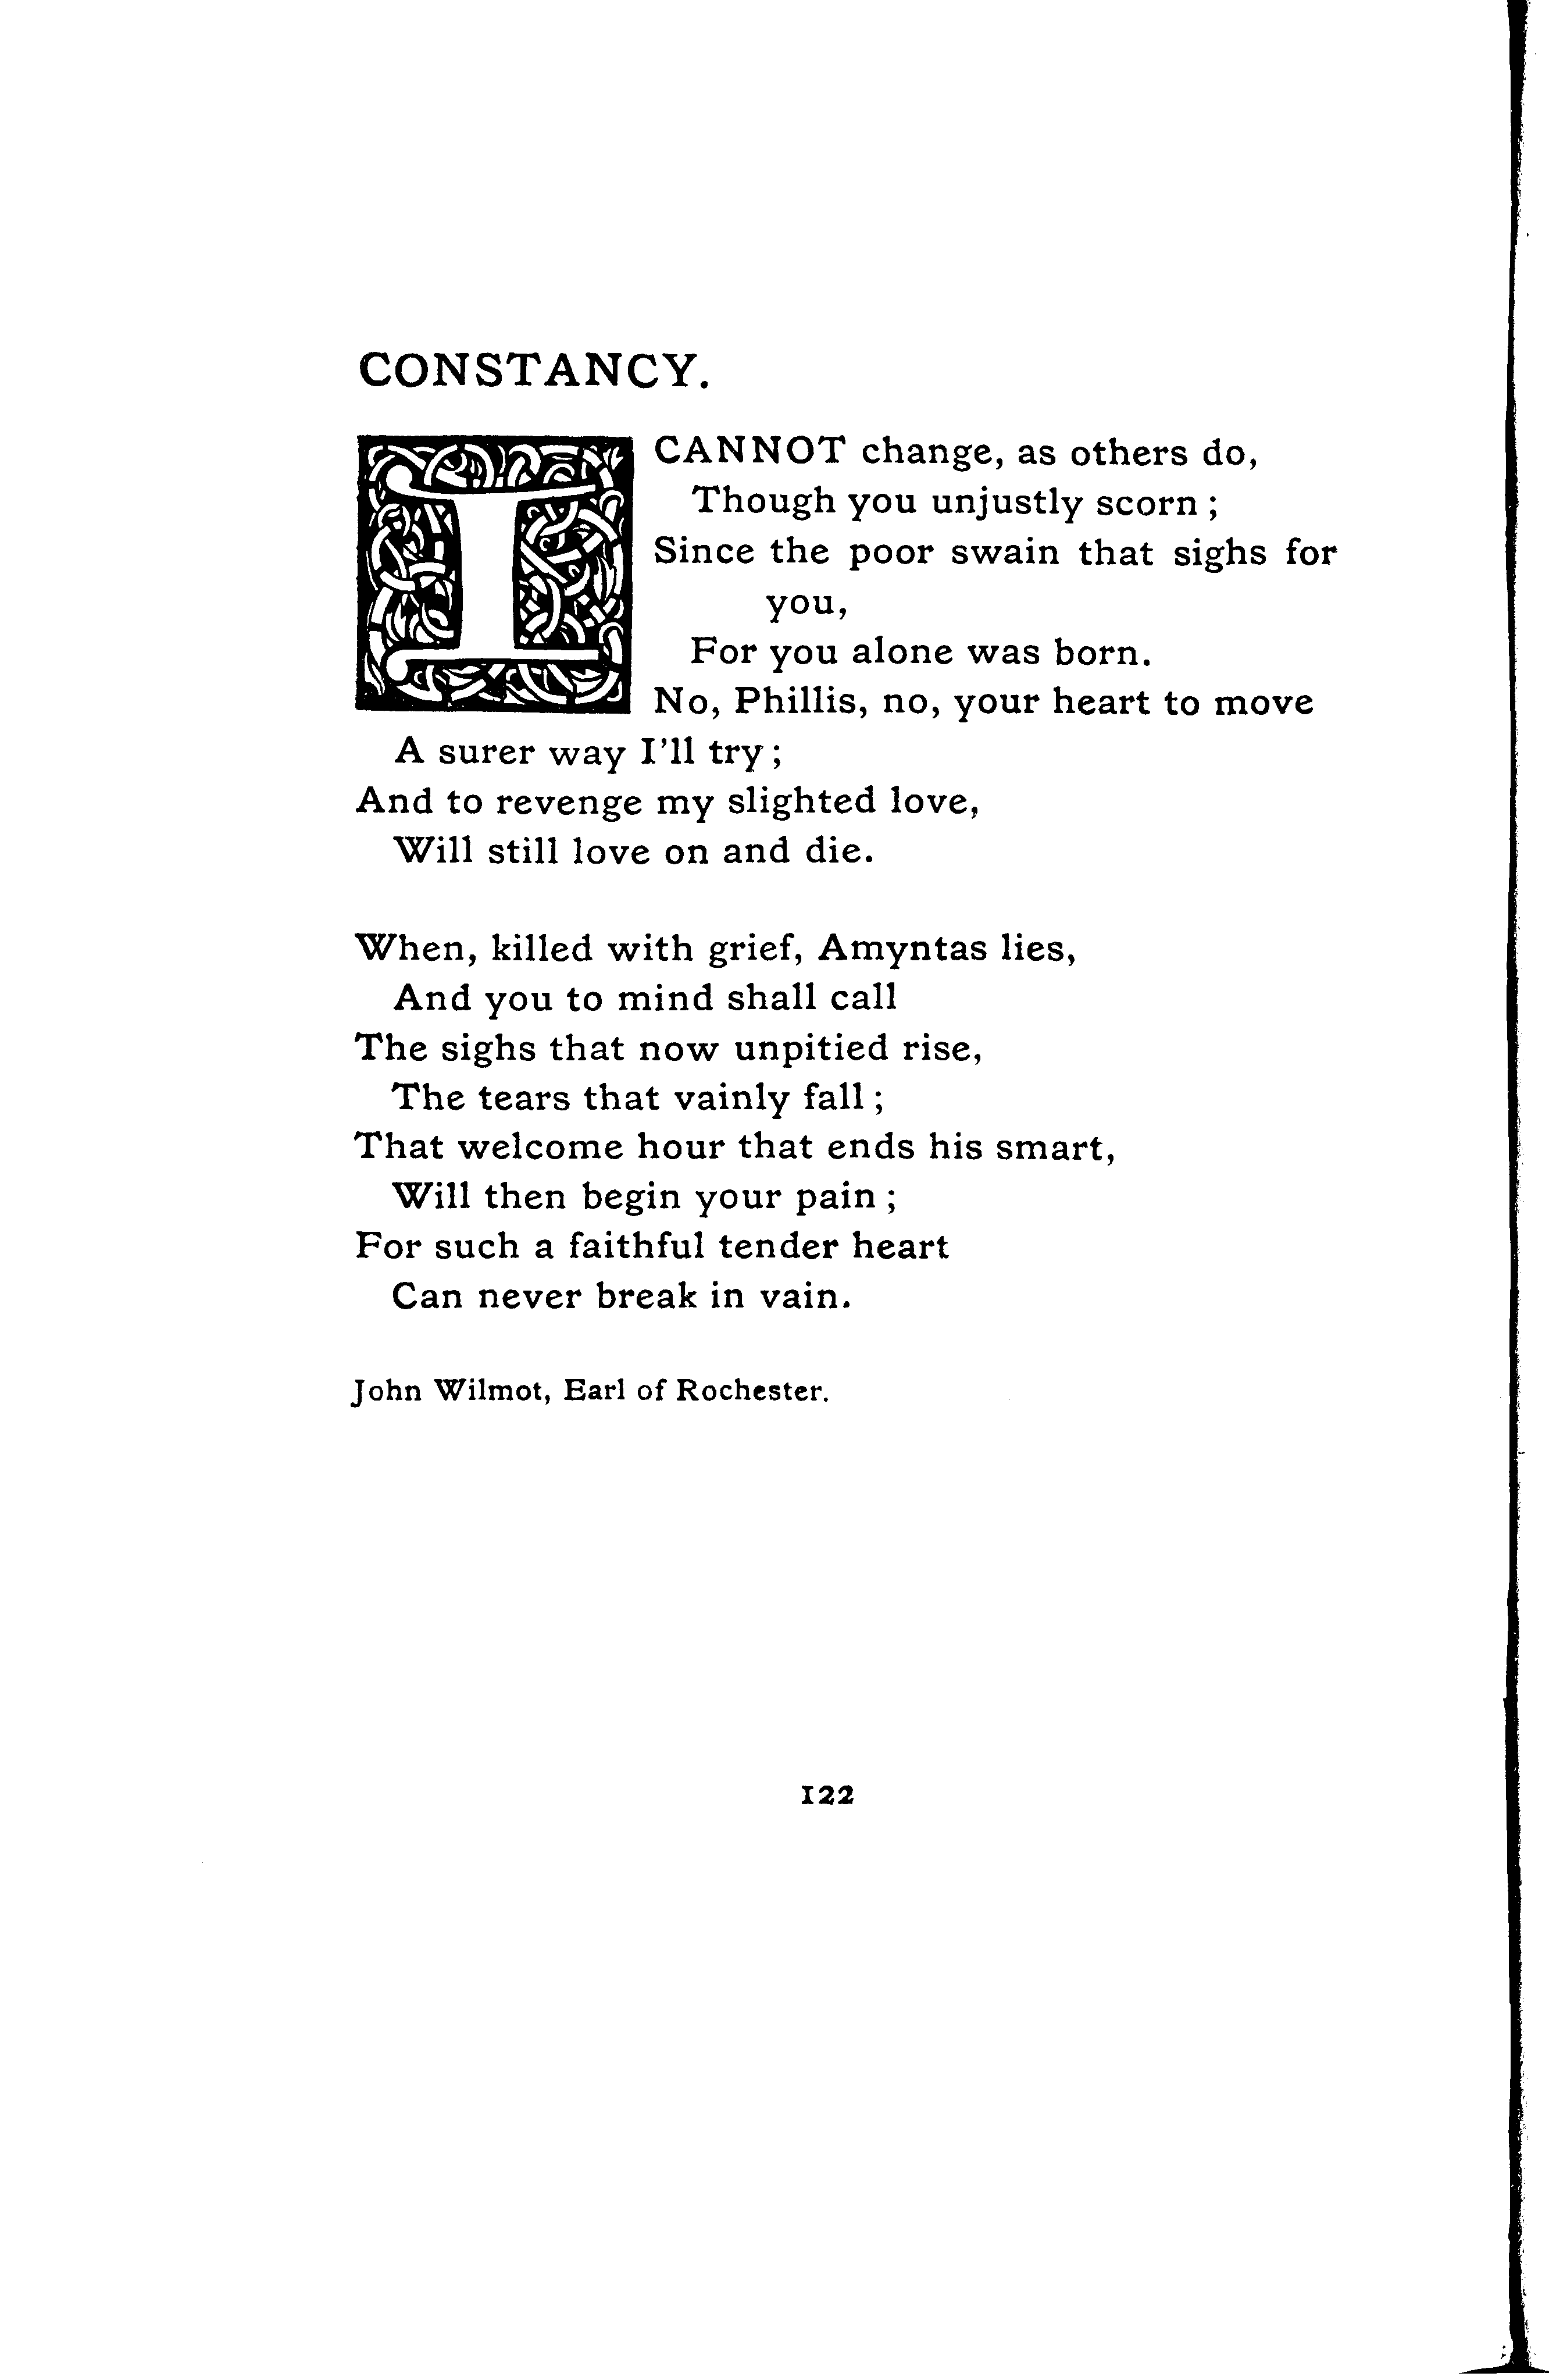 CONSTANCY.
I CANNOT change, as others do,
Though you unjustly scorn ;
Since the poor swain that sighs for
you,
For you alone was born.
No, Phillis, no, your heart to move
A surer way I'll try ;
And to revenge my slighted love,
Will still love on and die.
When, killed with grief, Amyntas lies,
And you to mind shall call
The sighs that now unpitied rise,
The tears that vainly fall ;
That welcome hour that ends his smart,
Will then begin your pain ;
For such a faithful tender heart
Can never break in vain.
John Wilmot, Earl of Rochester.
122